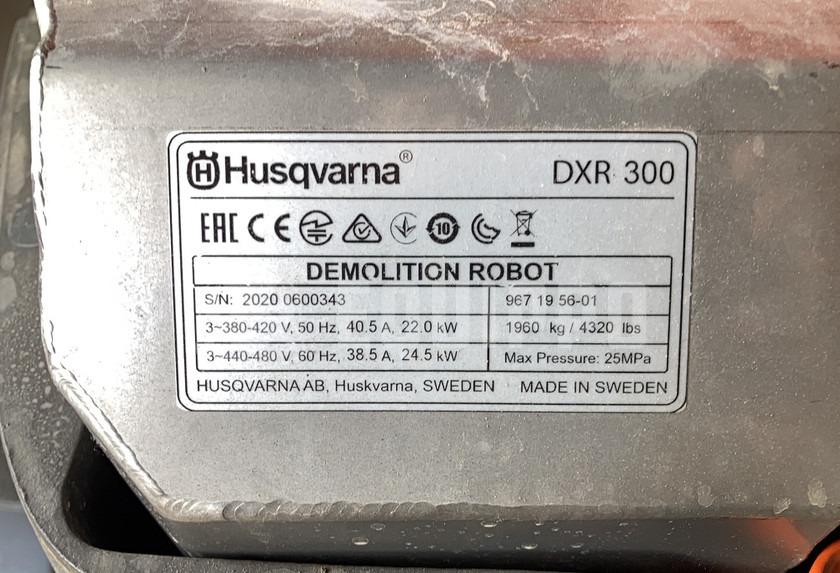 Husqvarna® DXR 300
EAC CE 10
DEMOLITION ROBOT
S/N: 2020 0600343 967 19 56-01
3~380-420 V, 50 Hz, 40.5 A, 22.0 kW 1960 kg / 4320 lbs
3~440-480 V, 60 Hz, 38.5 A, 24.5 kW Max Pressure: 25MPa
HUSQVARNA AB, Huskvarna, SWEDEN MADE IN SWEDEN